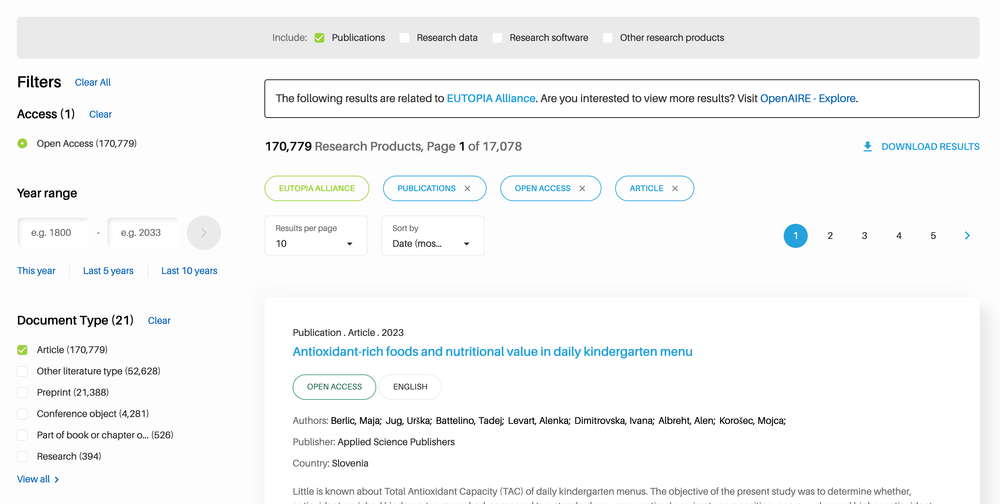 Include: Publications Research data Research software Other research products
Filters Clear All
Access (1) Clear
Open Access (170,779)
Year range
e.g. 1800 - e.g. 2033
This year Last 5 years Last 10 years
Document Type (21) Clear
Article (170,779)
Other literature type (52,628)
Preprint (21,388)
Conference object (4,281)
Part of book or chapter o... (526)
Research (394)
View all
The following results are related to EUTOPIA Alliance. Are you interested to view more results? Visit OpenAIRE - Explore.
170,779 Research Products, Page 1 of 17,078
DOWNLOAD RESULTS
EUTOPIA ALLIANCE PUBLICATIONS OPEN ACCESS ARTICLE
Results per page
10
Sort by
Date (mos...
1 2 3 4 5
Publication . Article . 2023
Antioxidant-rich foods and nutritional value in daily kindergarten menu
OPEN ACCESS ENGLISH
Authors: Berlic, Maja; Jug, Urška; Battelino, Tadej; Levart, Alenka; Dimitrovska, Ivana; Albreht, Alen; Korošec, Mojca;
Publisher: Applied Science Publishers
Country: Slovenia
Little is known about Total Antioxidant Capacity (TAC) of daily kindergarten menus. The objective of the present study was to determine whether,